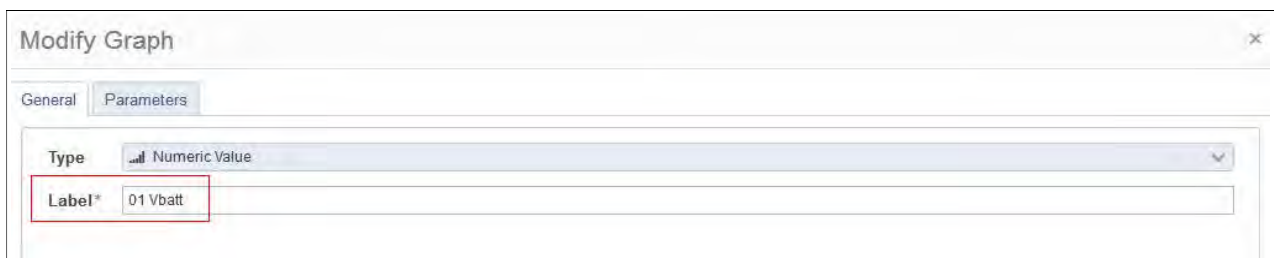 Modify Graph ×
General Parameters
Type Numeric Value
Label* 01 Vbatt